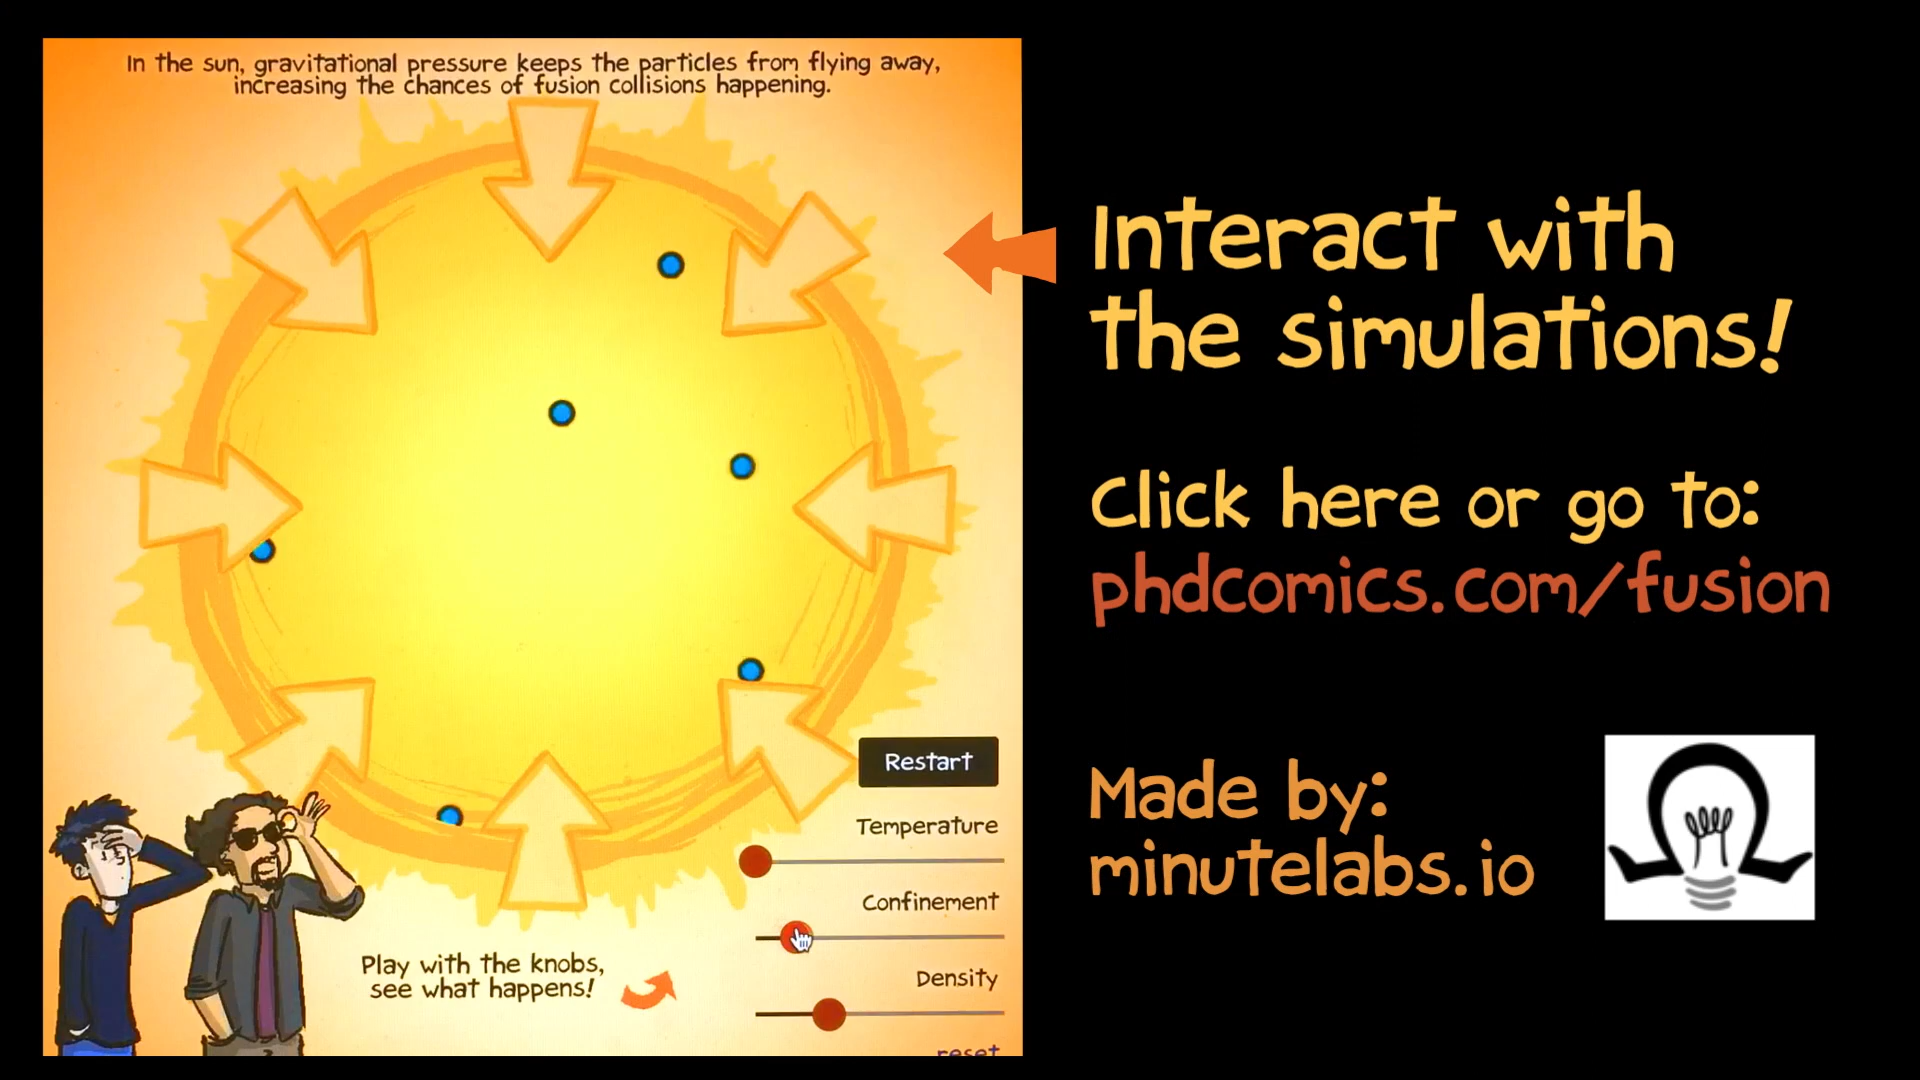 In the sun, gravitational pressure keeps the particles from flying away,
increasing the chances of fusion collisions happening.
Interact with
the simulations!
Click here or go to:
phdcomics.com/fusion
Restart
Temperature
Confinement
Density
reset
Play with the knobs,
see what happens!
Made by:
minutelabs.io